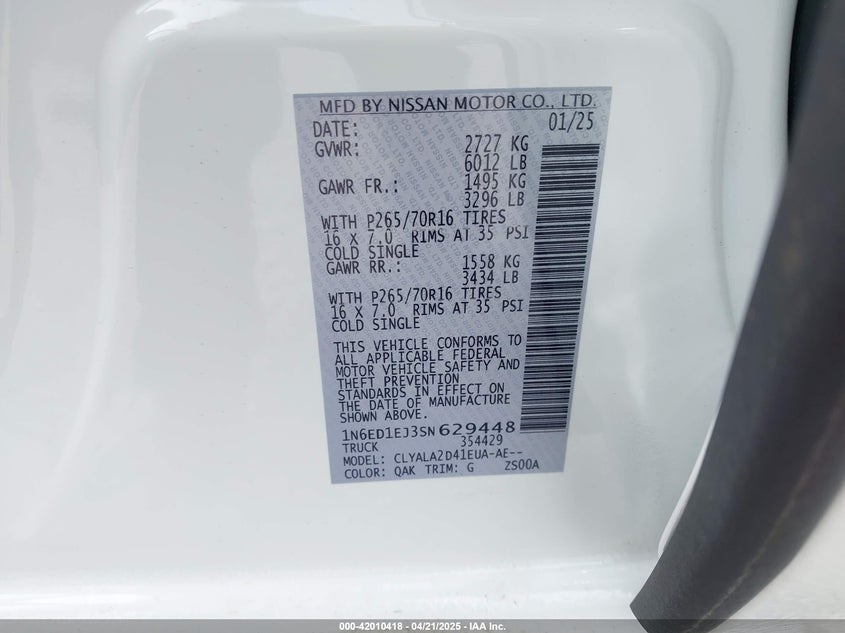 MFD BY NISSAN MOTOR CO., LTD.
DATE: 01/25
GVWR: 2727 KG
6012 LB
GAWR FR.: 1495 KG
3296 LB
WITH P265/70R16 TIRES
16 X 7.0 RIMS AT 35 PSI
COLD SINGLE
GAWR RR.: 1558 KG
3434 LB
WITH P265/70R16 TIRES
16 X 7.0 RIMS AT 35 PSI
COLD SINGLE
THIS VEHICLE CONFORMS TO
ALL APPLICABLE FEDERAL
MOTOR VEHICLE SAFETY AND
THEFT PREVENTION
STANDARDS IN EFFECT ON
THE DATE OF MANUFACTURE
SHOWN ABOVE.
1N6ED1EJ3SN629448
TRUCK 354429
MODEL: CLYALA2D41EUA-AE--
COLOR: QAK TRIM: G ZS00A
000-42010418 - 04/21/2025 - IAA Inc.